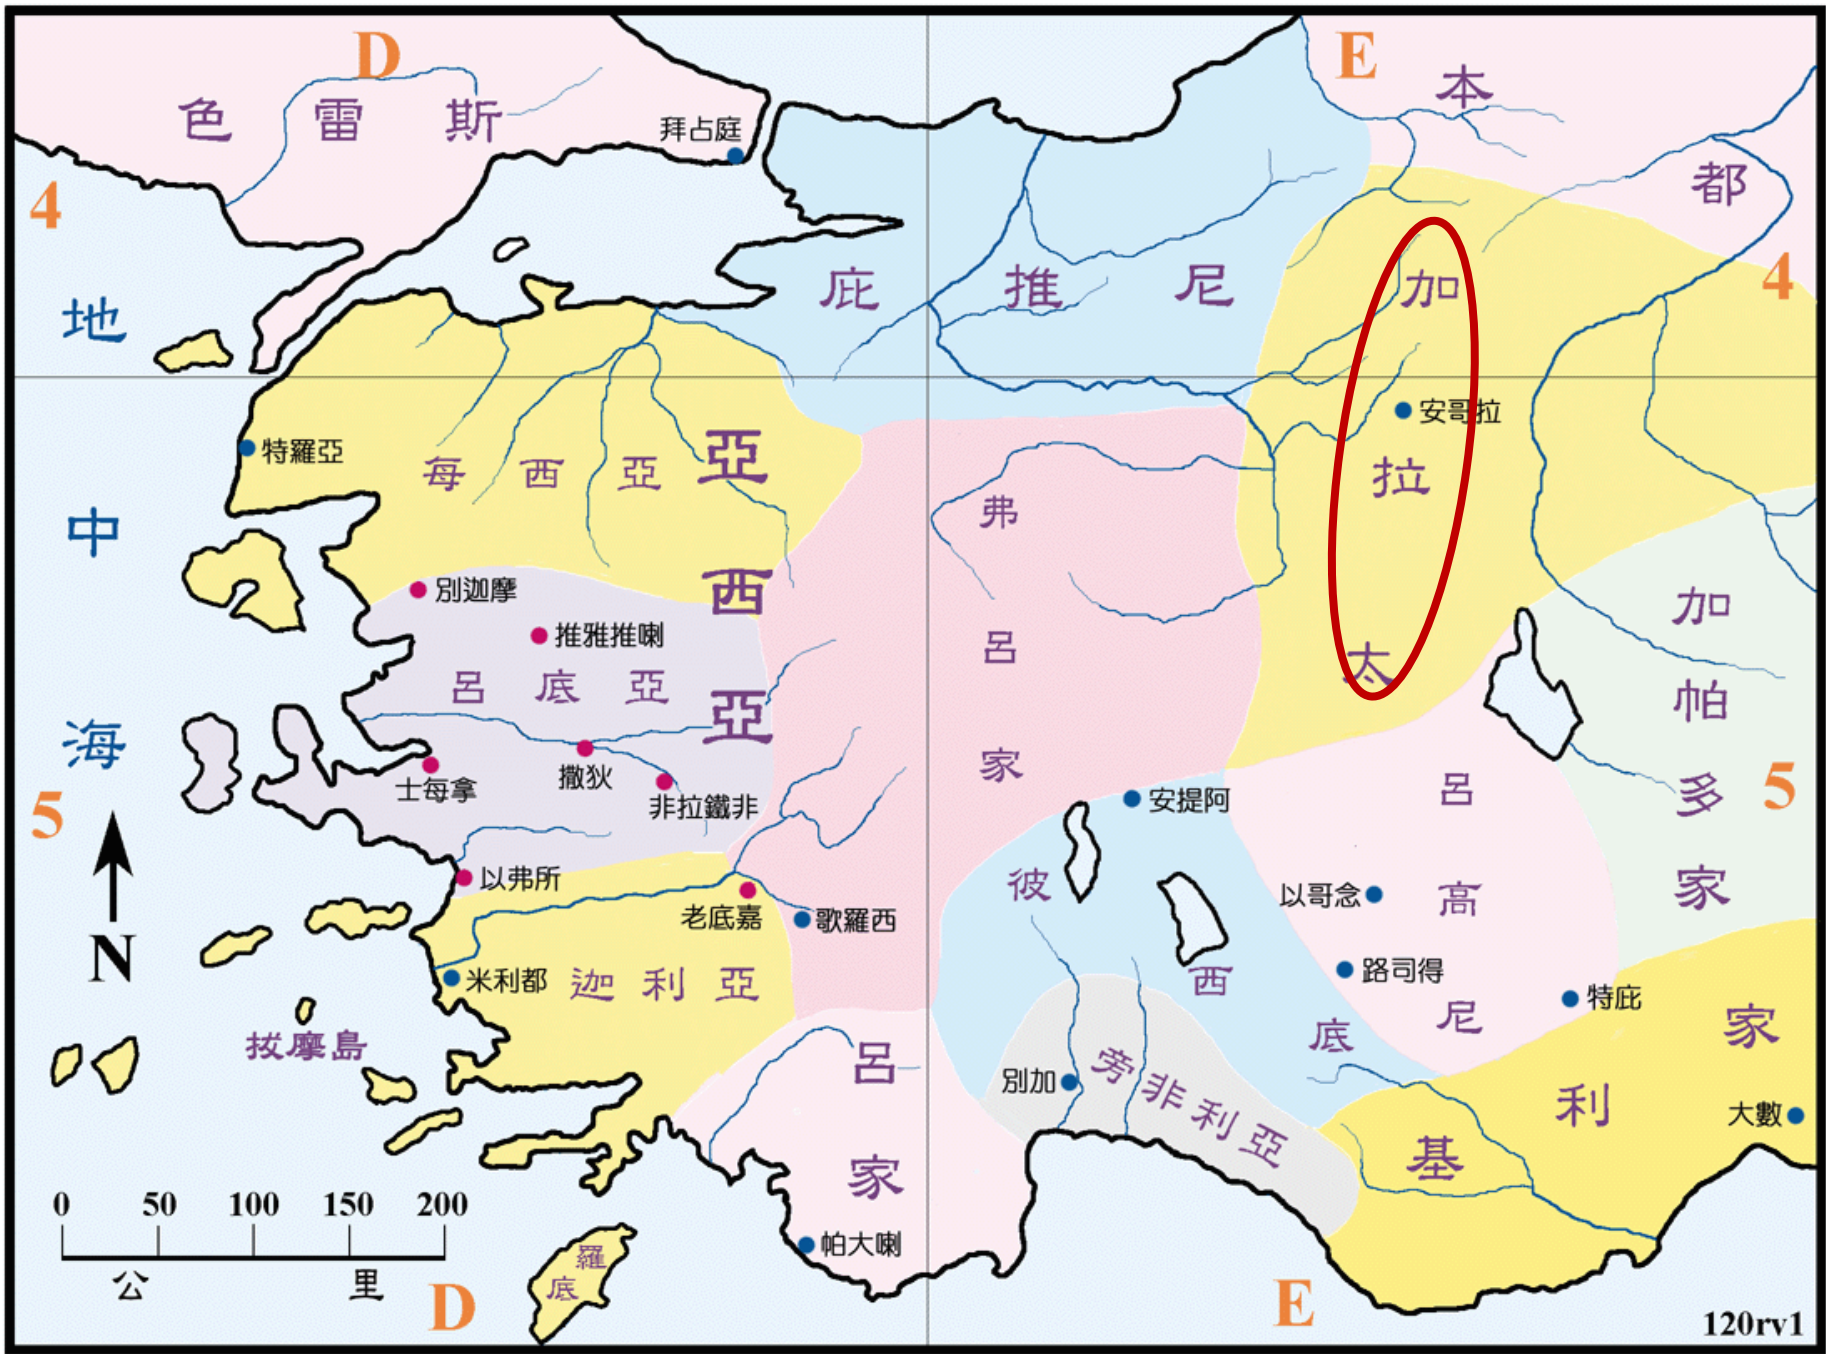 D
E
本
色雷斯
拜占庭
都
4
4
地
庇推尼
加
安哥拉
特羅亞
每西亞
亞
拉
中
弗
別迦摩
西
加
推雅推喇
呂
太
呂底亞
亞
帕
海
士每拿
撒狄
家
呂
多
5
5
非拉鐵非
安提阿
以弗所
彼
以哥念
高
家
老底嘉
歌羅西
N
米利都
迦利亞
西
路司得
特庇
拔摩島
底
尼
家
呂
別加
旁非利亞
利
大數
基
家
0 50 100 150 200
公里
帕大喇
羅底
D
E
120rv1